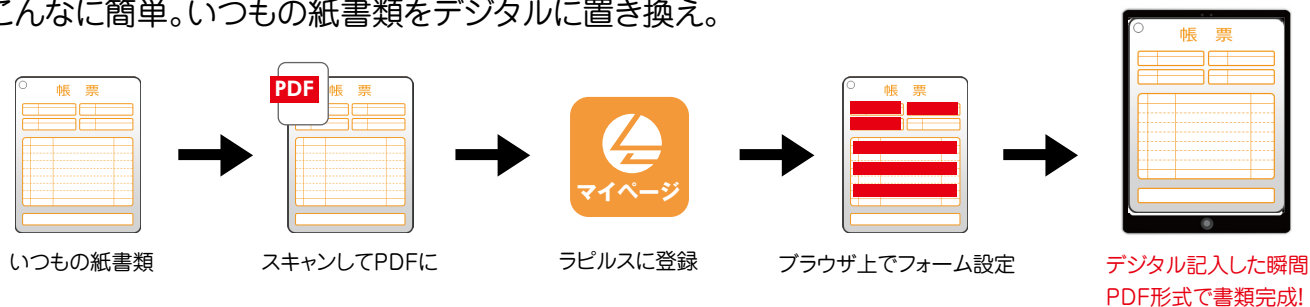 こんなに簡単。いつもの紙書類をデジタルに置き換え。
帳 票
PDF
帳 票
マイページ
帳 票
帳 票
いつもの紙書類
スキャンしてPDFに
ラピルスに登録
ブラウザ上でフォーム設定
デジタル記入した瞬間
PDF形式で書類完成!